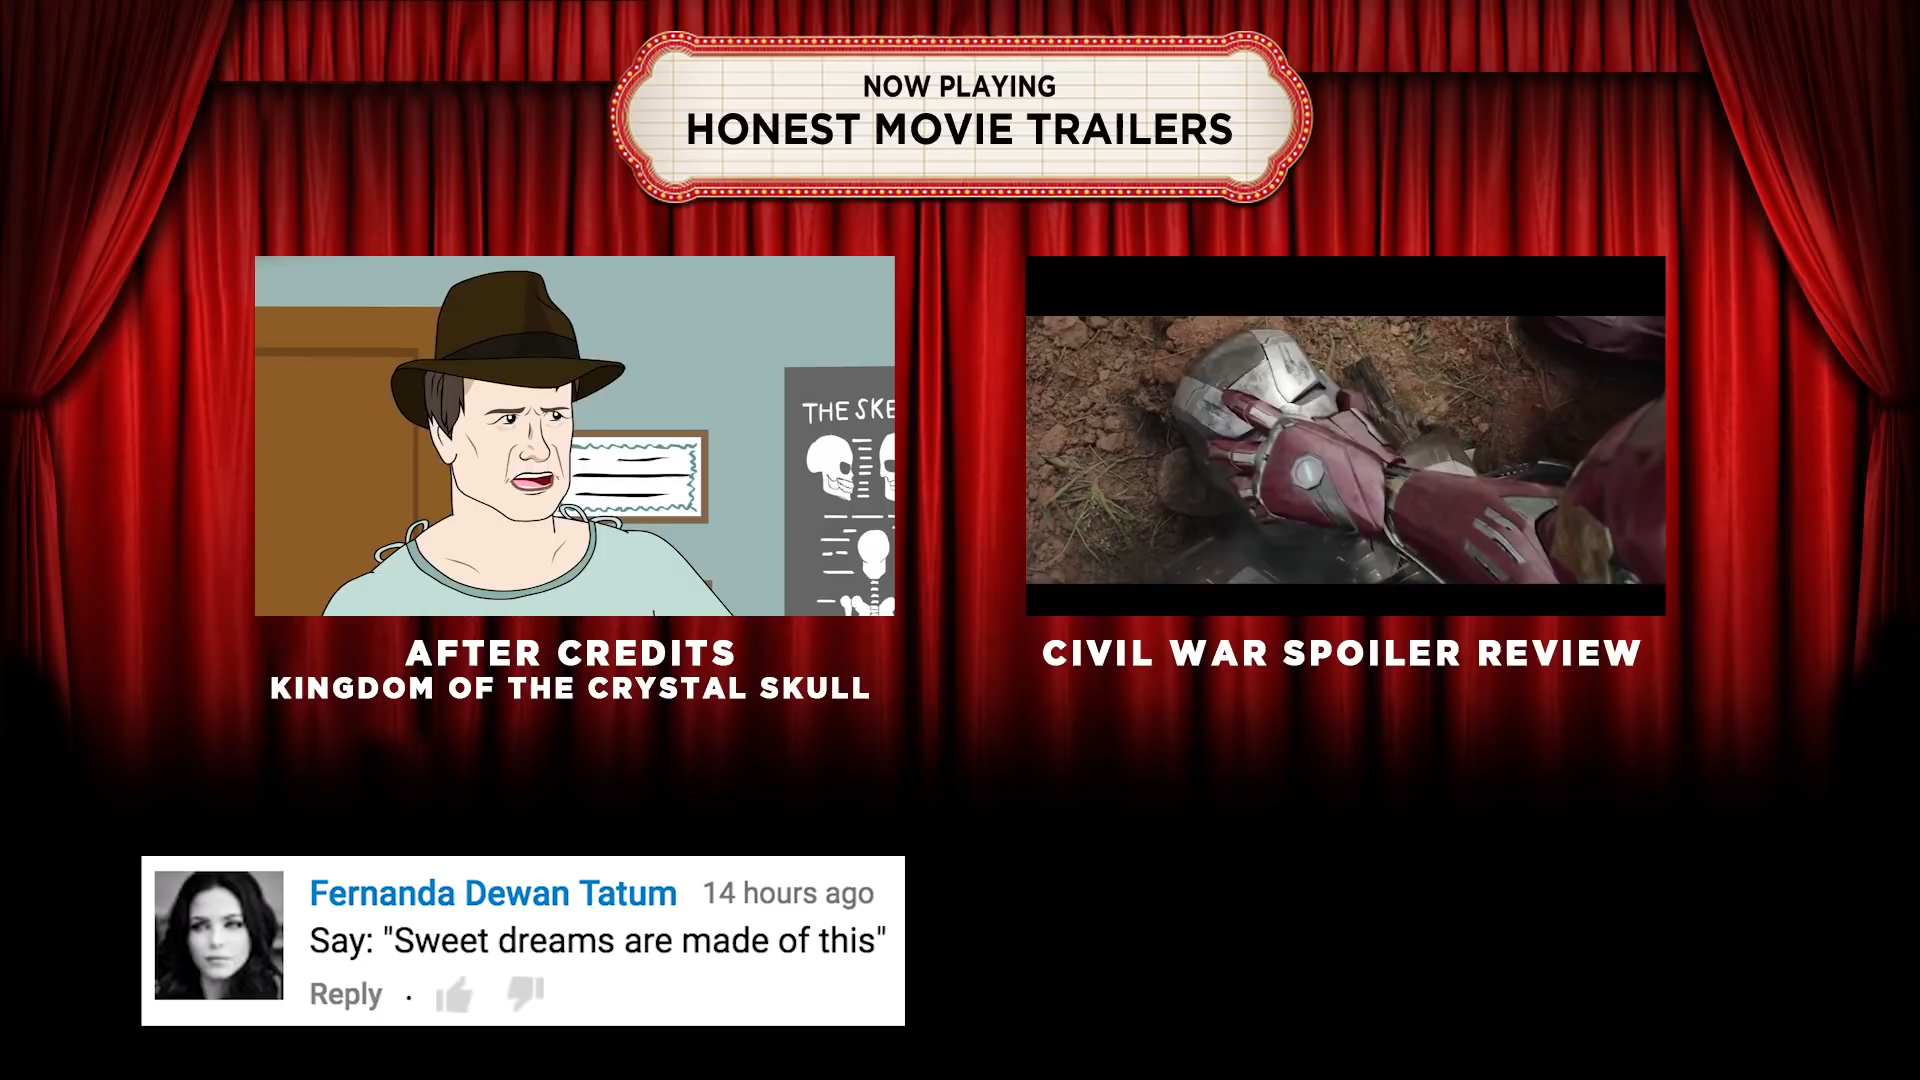 NOW PLAYING
HONEST MOVIE TRAILERS
THE SKE
AFTER CREDITS
KINGDOM OF THE CRYSTAL SKULL
CIVIL WAR SPOILER REVIEW
Fernanda Dewan Tatum 14 hours ago
Say: "Sweet dreams are made of this"
Reply ·